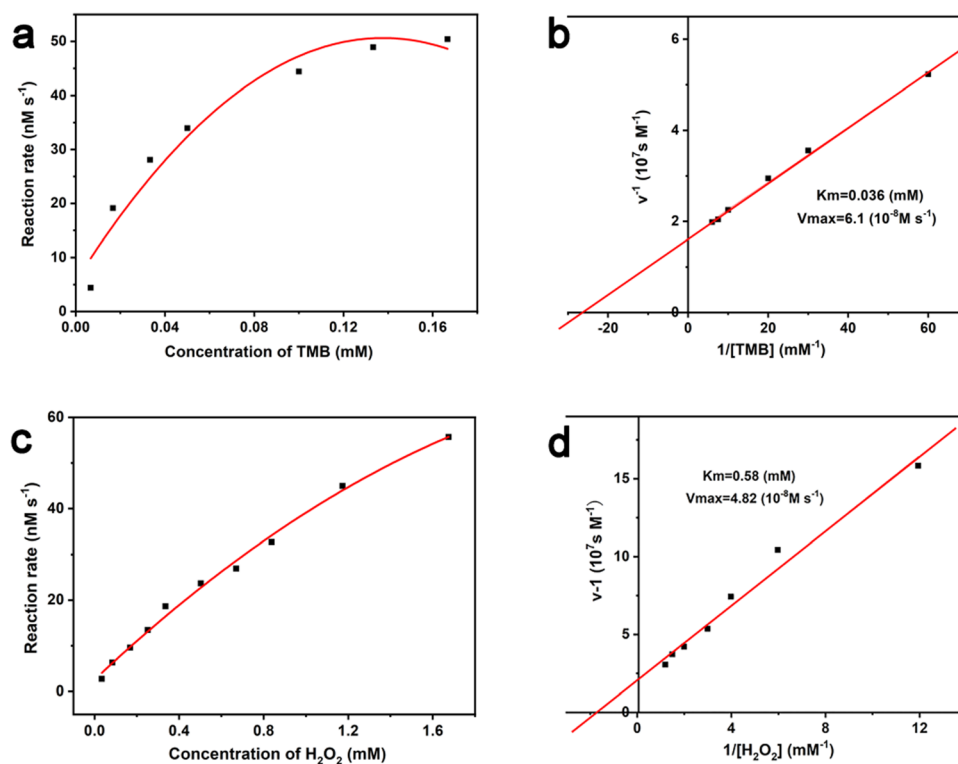 a
Reaction rate (nM s⁻¹)
60
50
40
30
20
10
0
0.00 0.04 0.08 0.12 0.16
Concentration of TMB (mM)
b
v⁻¹ (10⁷s M⁻¹)
6
4
2
0
-20 0 20 40 60
1/[TMB] (mM⁻¹)
Km=0.036 (mM)
Vmax=6.1 (10⁻⁸M s⁻¹)
c
Reaction rate (nM s⁻¹)
60
40
20
0
0.0 0.4 0.8 1.2 1.6
Concentration of H₂O₂ (mM)
d
v-1 (10⁷s M⁻¹)
15
10
5
0
0 4 8 12
1/[H₂O₂] (mM⁻¹)
Km=0.58 (mM)
Vmax=4.82 (10⁻⁸M s⁻¹)